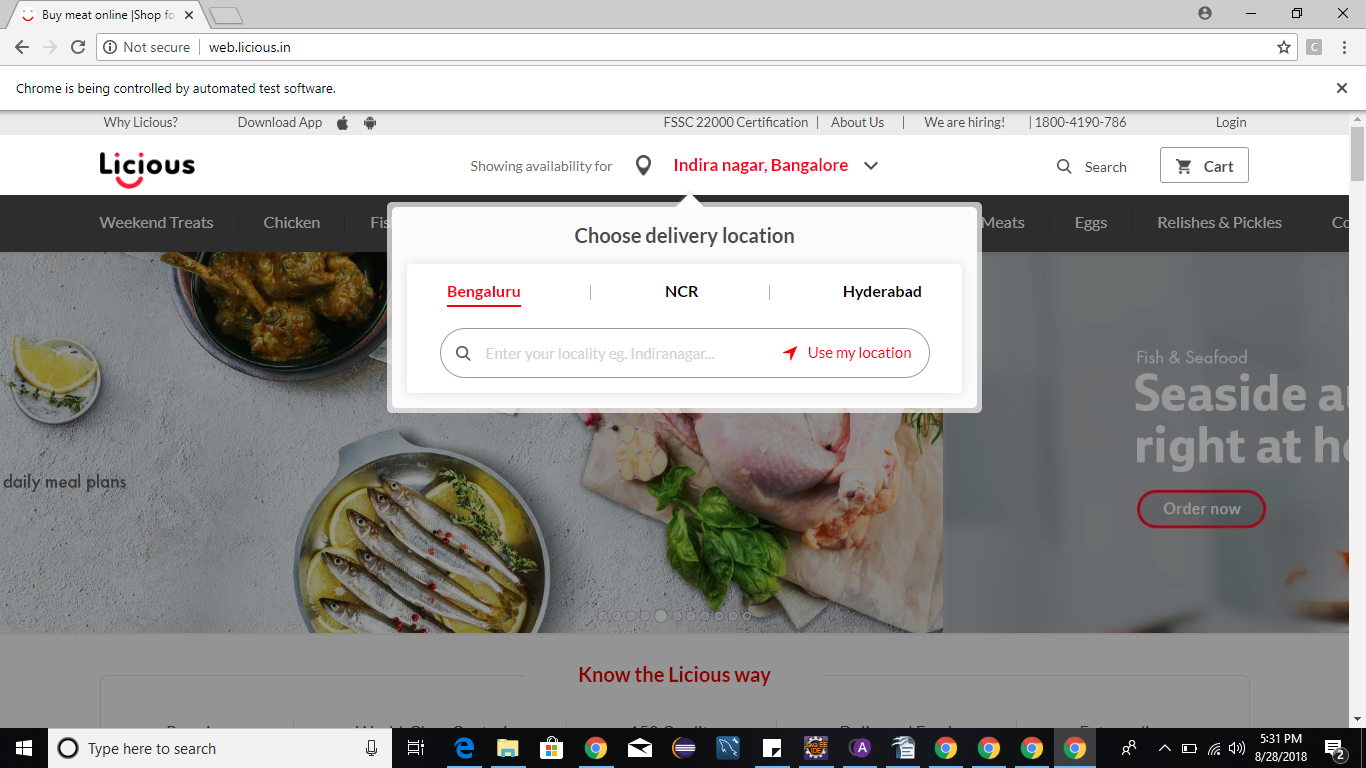 Buy meat online |Shop fo
Not secure web.licious.in
C
Chrome is being controlled by automated test software.
Why Licious? Download App FSSC 22000 Certification | About Us | We are hiring! | 1800-4190-786 Login
Licious Showing availability for Indira nagar, Bangalore Search Cart
Weekend Treats Chicken Fis Meats Eggs Relishes & Pickles Co
Choose delivery location
Bengaluru | NCR | Hyderabad
Enter your locality eg. Indiranagar... Use my location
Fish & Seafood
Seaside
right at
daily meal plans
Order now
Know the Licious way
Type here to search
A
5:31 PM
8/28/2018
2